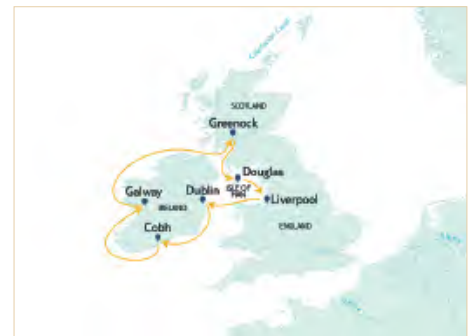 SCOTLAND
Greenock
Douglas
ISLE OF
MAN
Galway
Dublin
IRELAND
Liverpool
Cobh
ENGLAND